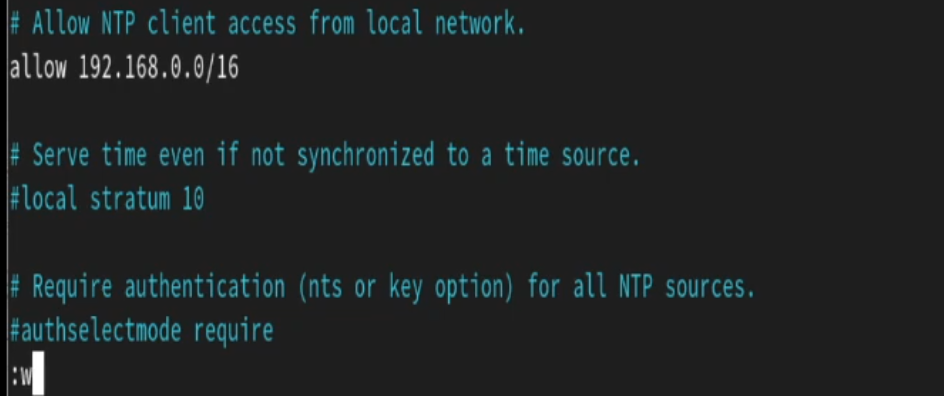 # Allow NTP client access from local network.
allow 192.168.0.0/16
# Serve time even if not synchronized to a time source.
#local stratum 10
# Require authentication (nts or key option) for all NTP sources.
#authselectmode require
:w